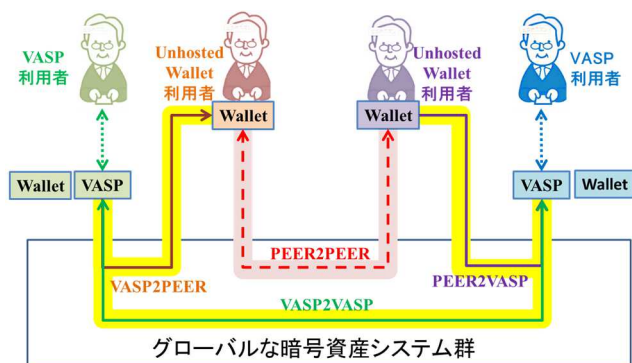 VASP
利用者
Unhosted
Wallet
利用者
Unhosted
Wallet
利用者
VASP
利用者
Wallet
Wallet
Wallet
VASP
VASP
Wallet
PEER2PEER
VASP2PEER
PEER2VASP
VASP2VASP
グローバルな暗号資産システム群